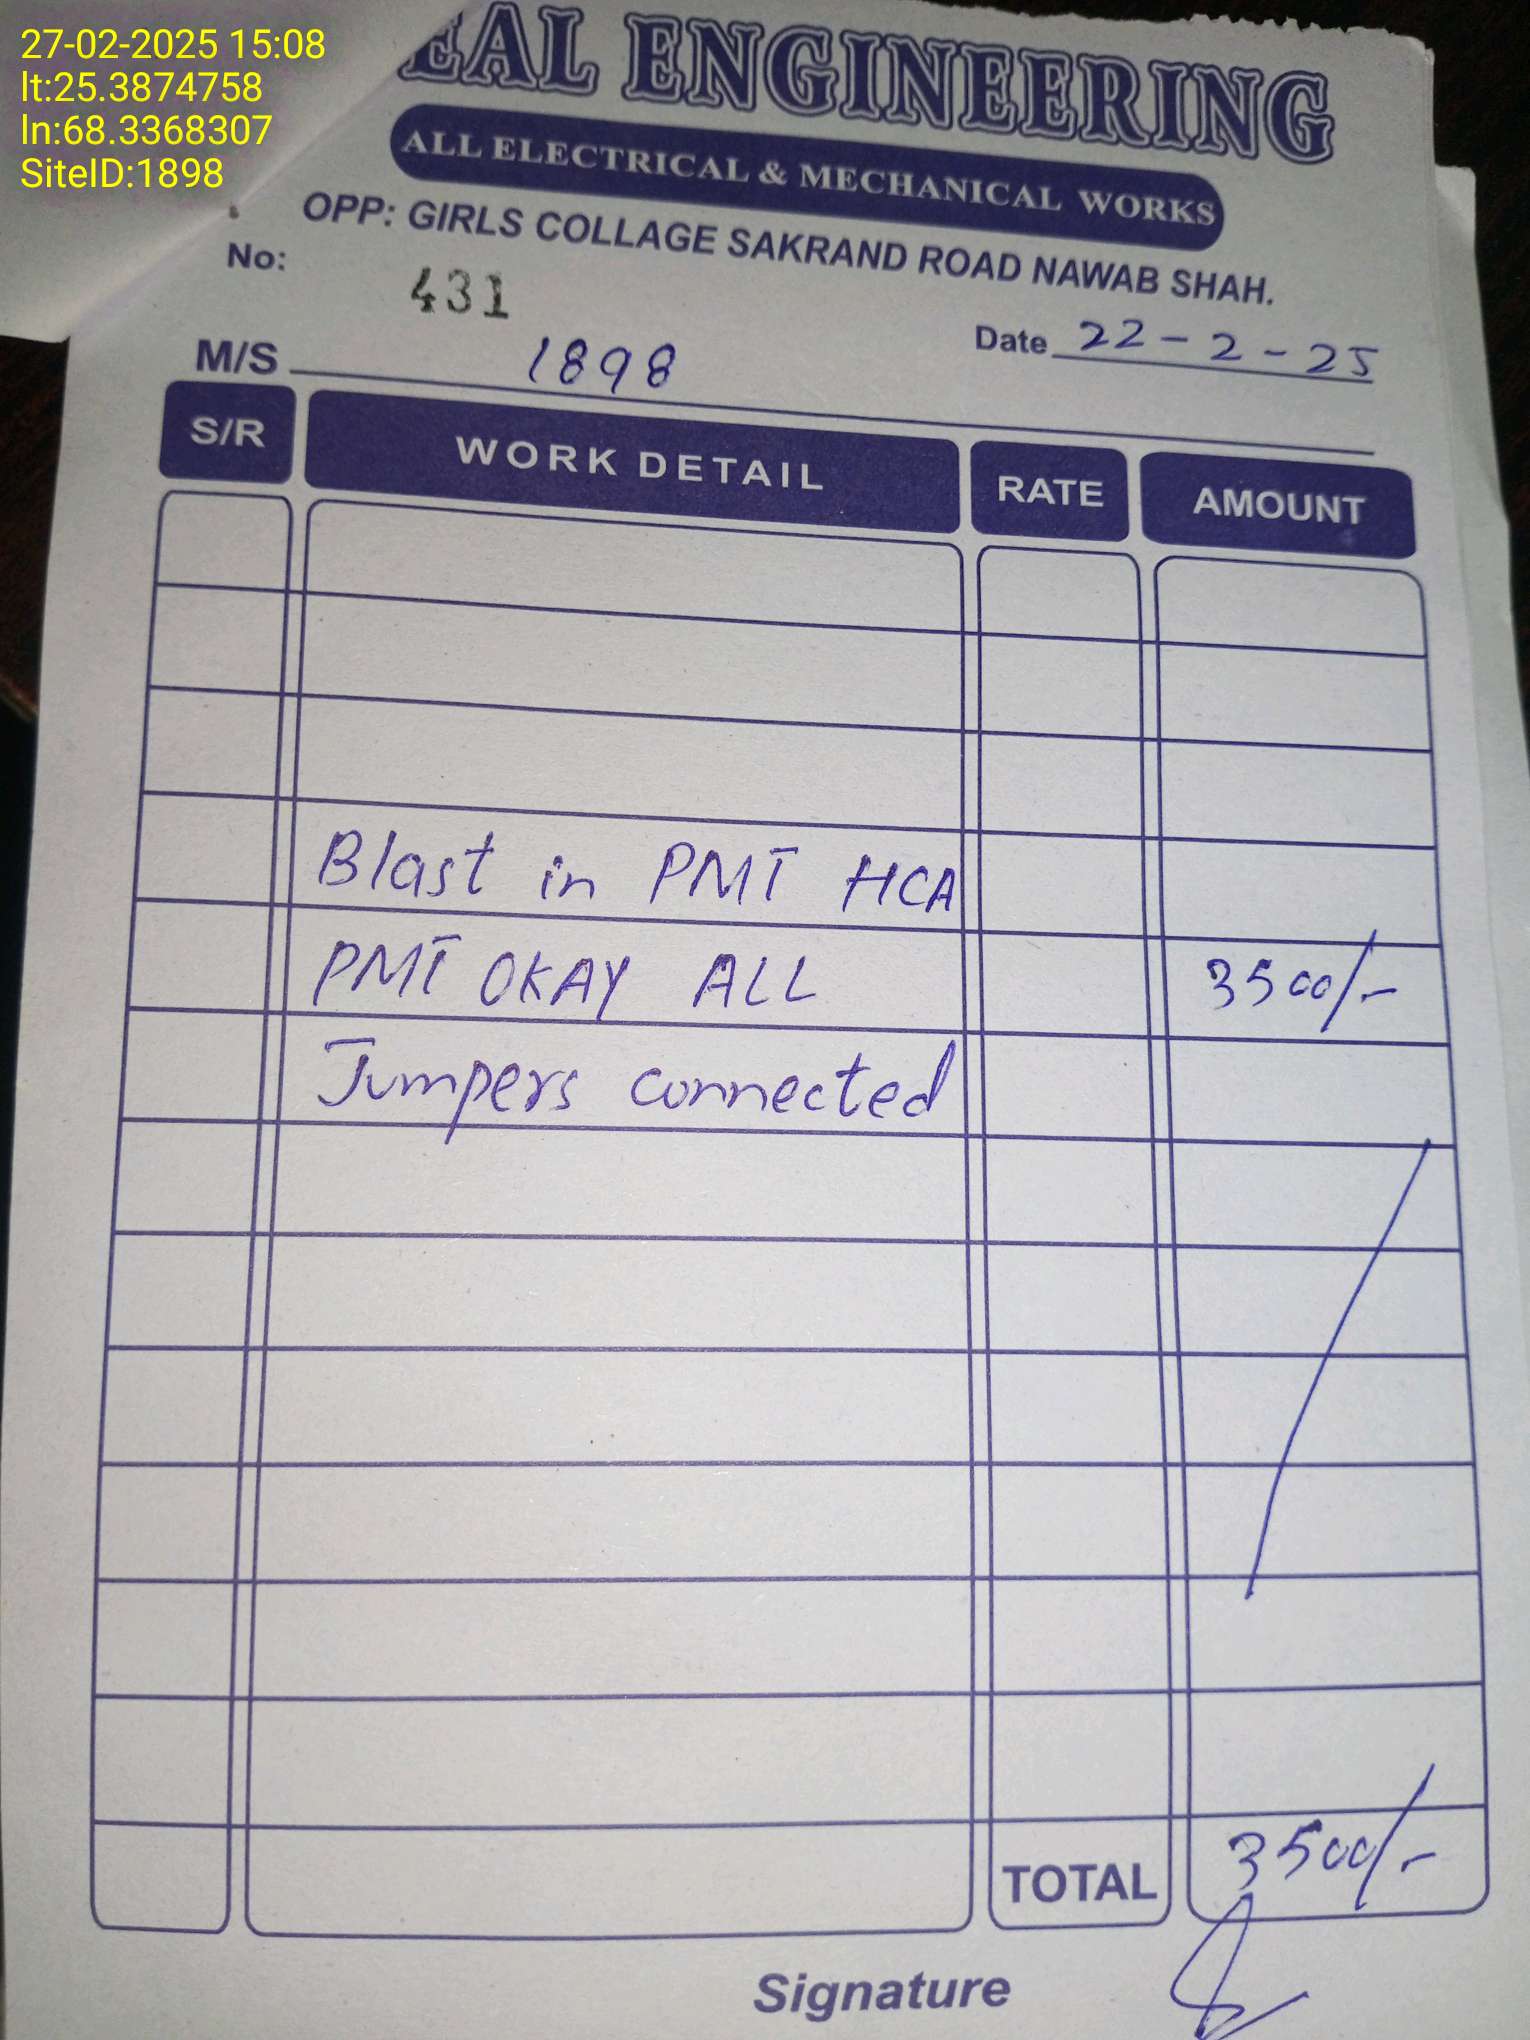 27-02-2025 15:08
lt:25.3874758
ln:68.3368307
SiteID:1898
EAL ENGINEERING
ALL ELECTRICAL & MECHANICAL WORKS
OPP: GIRLS COLLAGE SAKRAND ROAD NAWAB SHAH.
No: 431
Date 22-2-25
M/S 1898
S/R WORK DETAIL RATE AMOUNT
Blast in PMT HCA
PMT OKAY ALL 3500/-
Jumpers connected
TOTAL 3500/-
Signature